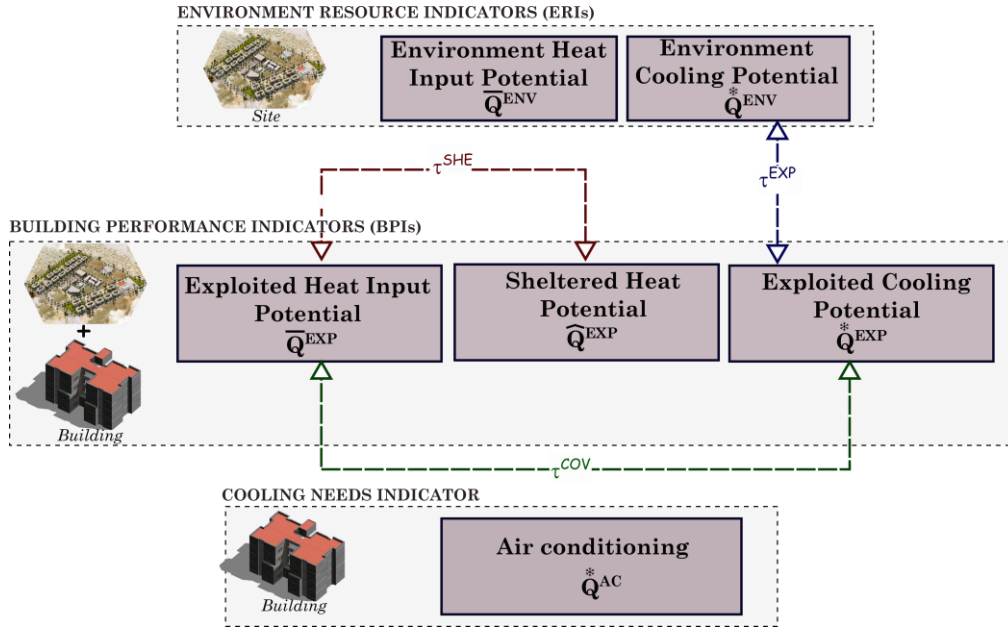 ENVIRONMENT RESOURCE INDICATORS (ERIs)
Environment Heat
Input Potential
Q̅ᴱᴺⱽ
Environment
Cooling Potential
Q̽ᴱᴺⱽ
Site
τˢᴴᴱ
τᴱˣᴾ
BUILDING PERFORMANCE INDICATORS (BPIs)
Exploited Heat Input
Potential
Q̅ᴱˣᴾ
Sheltered Heat
Potential
Q̂ᴱˣᴾ
Exploited Cooling
Potential
Q̽ᴱˣᴾ
+
Building
τᶜᴼⱽ
COOLING NEEDS INDICATOR
Air conditioning
Q̽ᴬᶜ
Building